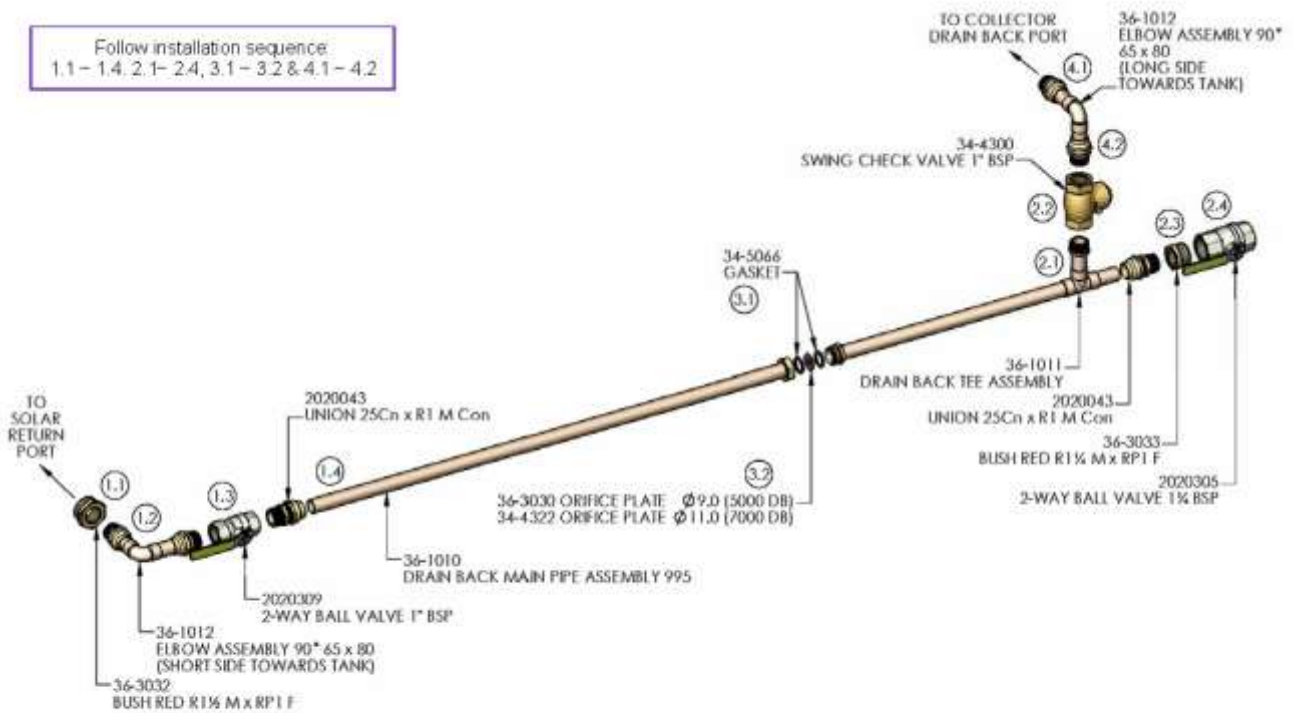 Follow installation sequence:
1.1 – 1.4. 2.1 – 2.4, 3.1 – 3.2 & 4.1 – 4.2
TO COLLECTOR
DRAIN BACK PORT
36-1012
ELBOW ASSEMBLY 90°
65 x 80
(LONG SIDE
TOWARDS TANK)
4.1
4.2
34-4300
SWING CHECK VALVE 1" BSP
2.2
2.3
2.4
2.1
34-5066
GASKET
3.1
36-1011
DRAIN BACK TEE ASSEMBLY
2020043
UNION 25Cn x R1 M Con
36-3033
BUSH RED R1¼ M x RP1 F
2020305
2-WAY BALL VALVE 1¼ BSP
TO
SOLAR
RETURN
PORT
2020043
UNION 25Cn x R1 M Con
1.1
1.2
1.3
1.4
3.2
36-3030 ORIFICE PLATE Ø9.0 (5000 DB)
34-4322 ORIFICE PLATE Ø11.0 (7000 DB)
36-1010
DRAIN BACK MAIN PIPE ASSEMBLY 995
2020309
2-WAY BALL VALVE 1" BSP
36-1012
ELBOW ASSEMBLY 90° 65 x 80
(SHORT SIDE TOWARDS TANK)
36-3032
BUSH RED R1½ M x RP1 F